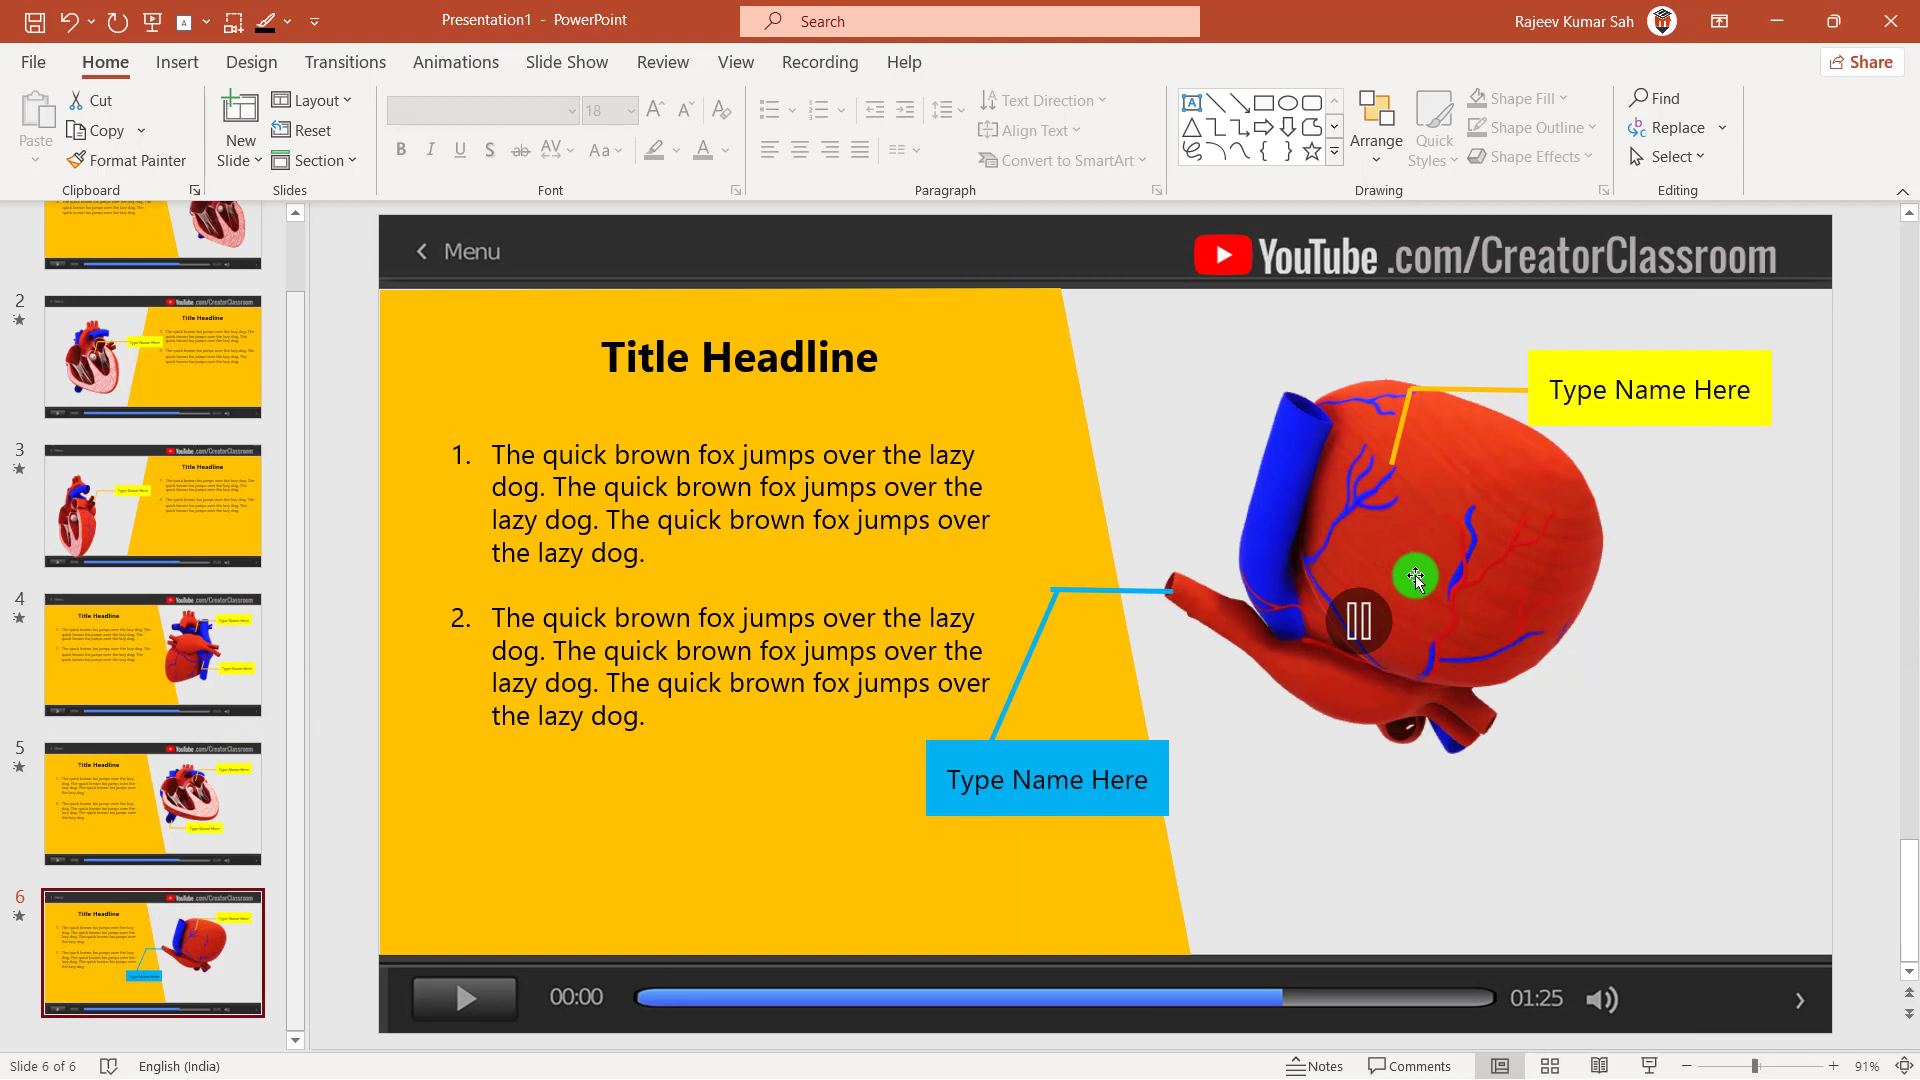 Presentation1 - PowerPoint
Search
Rajeev Kumar Sah
File Home Insert Design Transitions Animations Slide Show Review View Recording Help
Share
Paste
Cut
Copy
Format Painter
Clipboard
New
Slide
Layout
Reset
Section
Slides
18
B I U S ab AV Aa A
Font
Text Direction
Align Text
Convert to SmartArt
Paragraph
Arrange
Quick
Styles
Shape Fill
Shape Outline
Shape Effects
Drawing
Find
Replace
Select
Editing
2
3
4
5
6
Menu
YouTube .com/CreatorClassroom
Title Headline
1. The quick brown fox jumps over the lazy
dog. The quick brown fox jumps over the
lazy dog. The quick brown fox jumps over
the lazy dog.
2. The quick brown fox jumps over the lazy
dog. The quick brown fox jumps over the
lazy dog. The quick brown fox jumps over
the lazy dog.
Type Name Here
Type Name Here
00:00
01:25
Slide 6 of 6
English (India)
Notes
Comments
91%